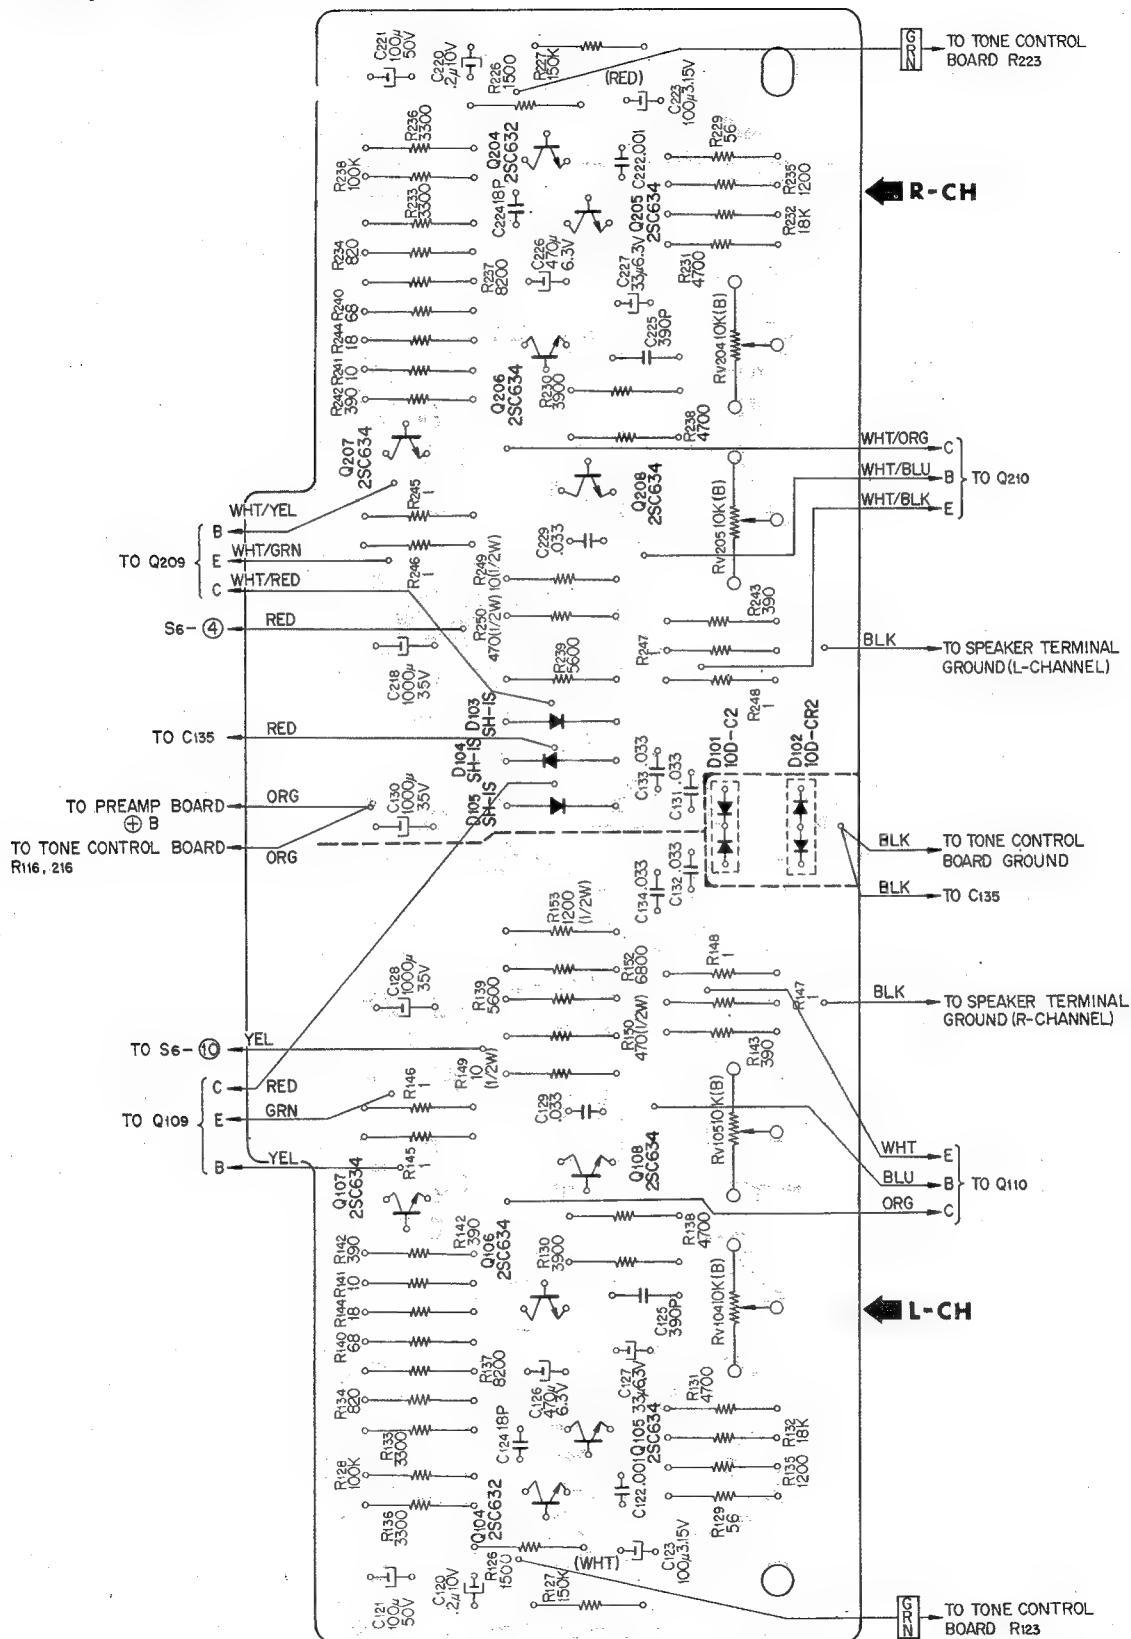 C221
100μ
50V
C220
.2μ10V
R226
1500
R227
150K
(RED)
C223
100μ3.15V
GRN
TO TONE CONTROL
BOARD R223
R236
3300
R238
100K
R233
3300
Q204
2SC632
C22418P
C222.001
Q205
2SC634
R229
56
R235
1200
R232
18K
R-CH
R234
820
R237
8200
C226
470μ
6.3V
C227
33μ6.3V
R231
4700
R240
68
R244
18
R241
10
R242
390
Q206
2SC634
R230
3900
C225
390P
Rv20410K(B)
Q207
2SC634
R238
4700
WHT/ORG
C
WHT/BLU
B
WHT/BLK
E
TO Q210
Q208
2SC634
Rv20510K(B)
WHT/YEL
B
TO Q209
WHT/GRN
E
WHT/RED
C
R245
1
R246
1
C229
.033
R249
10(1/2W)
R250
470(1/2W)
R243
390
S6-④
RED
C218
1000μ
35V
R239
5600
R247
1
R248
1
BLK
TO SPEAKER TERMINAL
GROUND(L-CHANNEL)
TO C135
RED
D103
SH-IS
D104
SH-IS
D105
SH-IS
C133 .033
C131 .033
D101
10D-C2
D102
10D-CR2
TO PREAMP BOARD
⊕ B
ORG
C130
1000μ
35V
TO TONE CONTROL BOARD
R116, 216
ORG
BLK
TO TONE CONTROL
BOARD GROUND
BLK
TO C135
C134.033
C132.033
R153
1200
(1/2W)
C128
1000μ
35V
R139
5600
R152
6800
R148
1
R147
1
BLK
TO SPEAKER TERMINAL
GROUND(R-CHANNEL)
R150
470(1/2W)
R143
390
TO S6-⑩
YEL
R149
10
(1/2W)
C
RED
TO Q109
E
GRN
B
YEL
R146
1
R145
1
C129
.033
Rv10510K(B)
Q107
2SC634
Q108
2SC634
WHT
E
BLU
B
ORG
C
TO Q110
R142
390
R142
390
Q106
2SC634
R130
3900
R138
4700
R141
10
R144
18
R140
68
C125
390P
Rv10410K(B)
L-CH
R134
820
R137
8200
C126
470μ
6.3V
C127
33μ6.3V
R131
4700
R133
3300
R128
100K
C12418P
Q105
2SC634
C122.001
R132
18K
R135
1200
R136
3300
Q104
2SC632
R129
56
R126
1500
(WHT)
C123
100μ3.15V
C121
100μ
50V
C120
.2μ10V
R127
150K
GRN
TO TONE CONTROL
BOARD R123